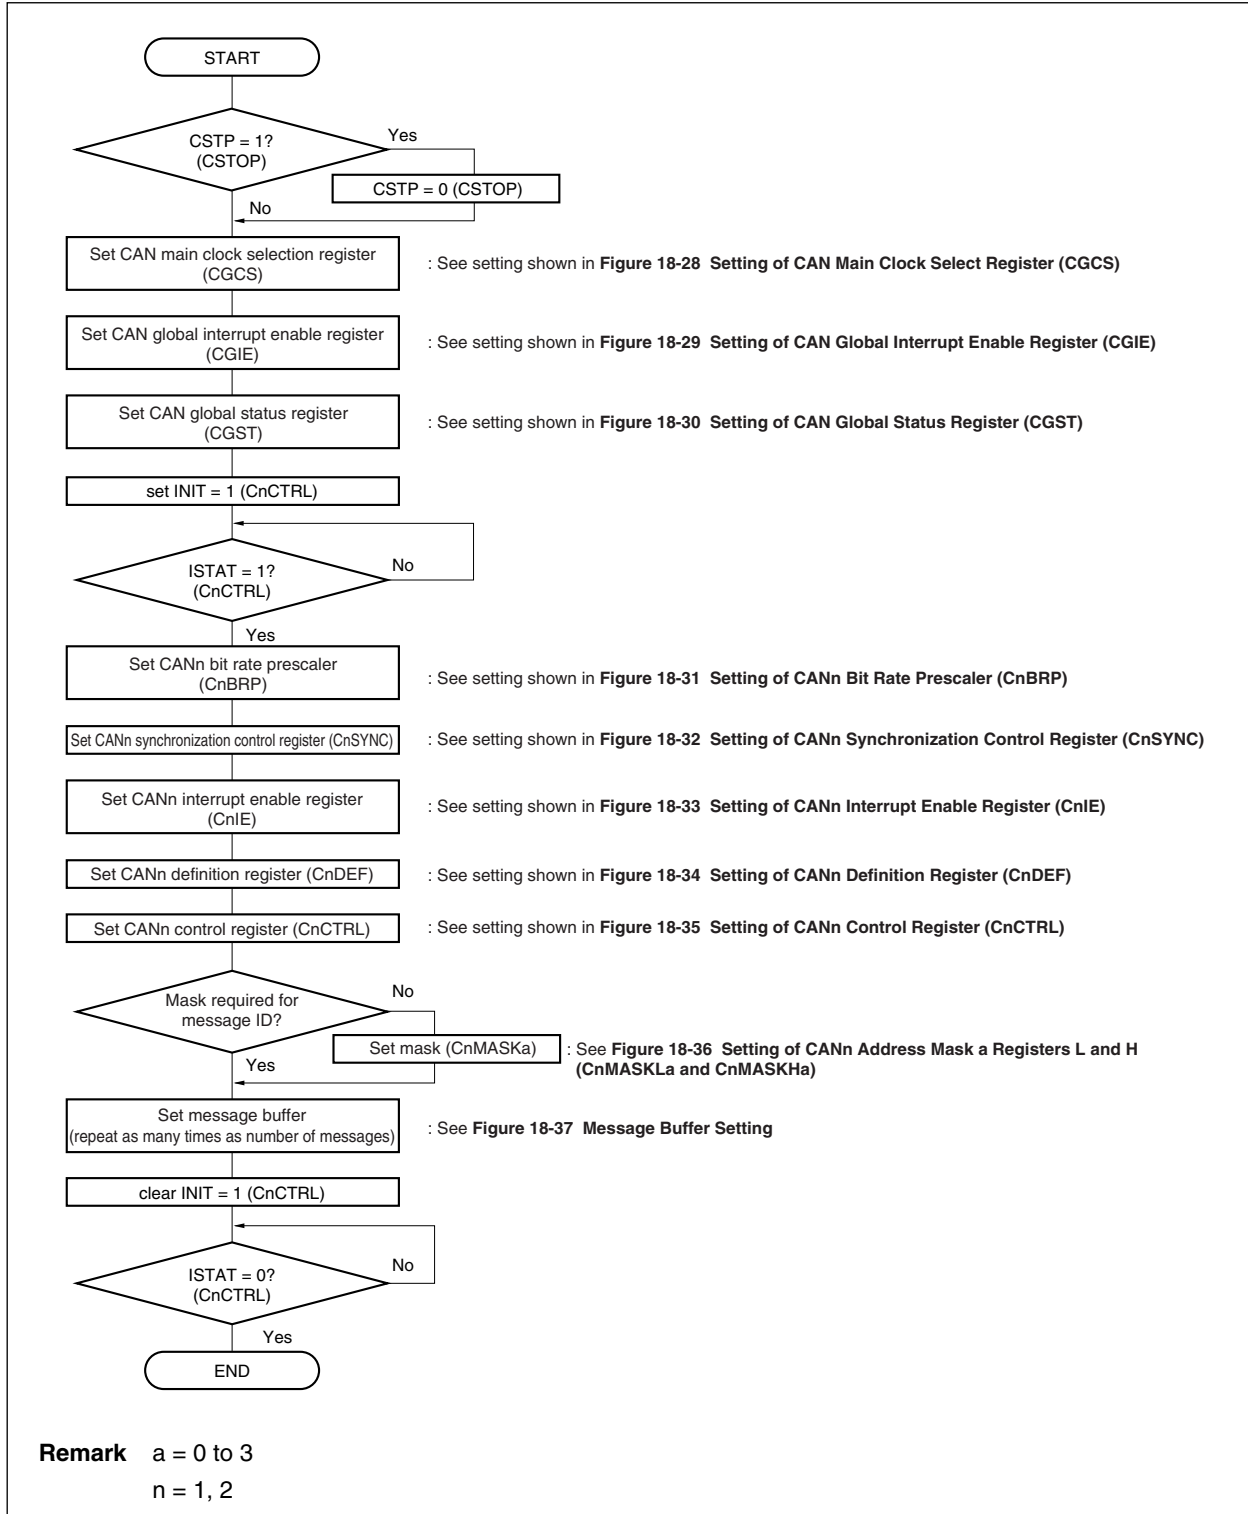 START
CSTP = 1?
(CSTOP)
Yes
CSTP = 0 (CSTOP)
No
Set CAN main clock selection register
(CGCS)
: See setting shown in Figure 18-28  Setting of CAN Main Clock Select Register (CGCS)
Set CAN global interrupt enable register
(CGIE)
: See setting shown in Figure 18-29  Setting of CAN Global Interrupt Enable Register (CGIE)
Set CAN global status register
(CGST)
: See setting shown in Figure 18-30  Setting of CAN Global Status Register (CGST)
set INIT = 1 (CnCTRL)
ISTAT = 1?
(CnCTRL)
No
Yes
Set CANn bit rate prescaler
(CnBRP)
: See setting shown in Figure 18-31  Setting of CANn Bit Rate Prescaler (CnBRP)
Set CANn synchronization control register (CnSYNC)
: See setting shown in Figure 18-32  Setting of CANn Synchronization Control Register (CnSYNC)
Set CANn interrupt enable register
(CnIE)
: See setting shown in Figure 18-33  Setting of CANn Interrupt Enable Register (CnIE)
Set CANn definition register (CnDEF)
: See setting shown in Figure 18-34  Setting of CANn Definition Register (CnDEF)
Set CANn control register (CnCTRL)
: See setting shown in Figure 18-35  Setting of CANn Control Register (CnCTRL)
Mask required for
message ID?
No
Set mask (CnMASKa)
: See Figure 18-36  Setting of CANn Address Mask a Registers L and H
(CnMASKLa and CnMASKHa)
Yes
Set message buffer
(repeat as many times as number of messages)
: See Figure 18-37  Message Buffer Setting
clear INIT = 1 (CnCTRL)
ISTAT = 0?
(CnCTRL)
No
Yes
END
Remark  a = 0 to 3
n = 1, 2